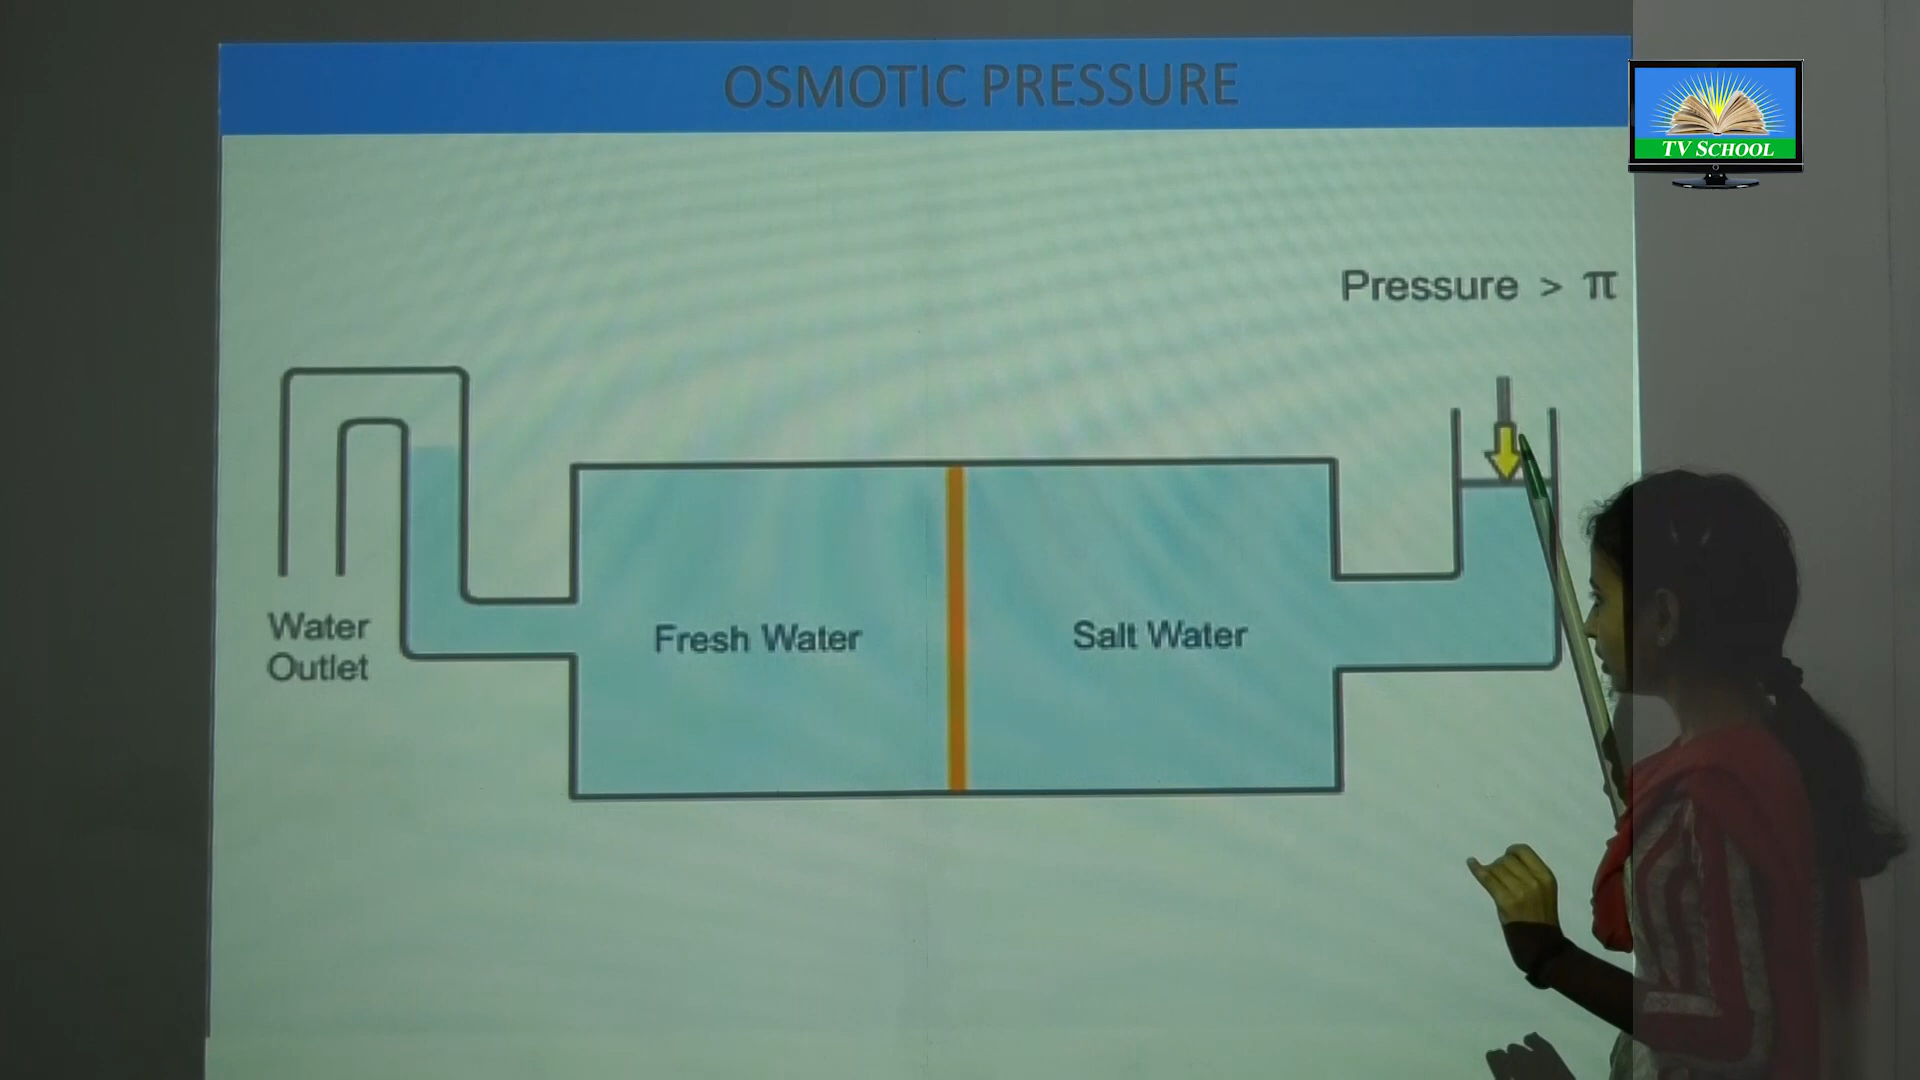 OSMOTIC PRESSURE
TV SCHOOL
Pressure > π
Water
Outlet
Fresh Water
Salt Water